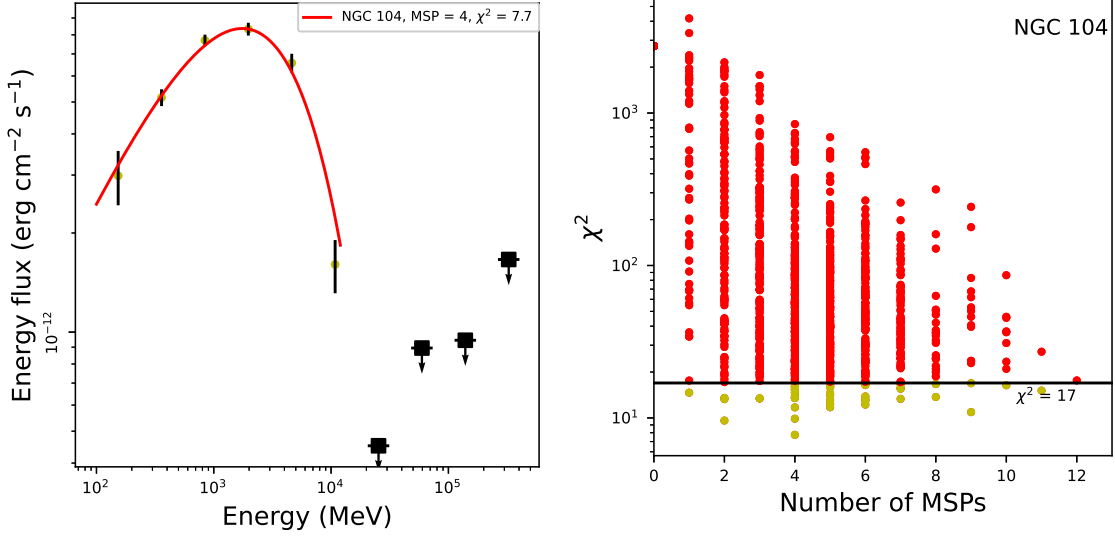 NGC 104, MSP = 4, χ² = 7.7
Energy flux (erg cm⁻² s⁻¹)
10⁻¹²
10² 10³ 10⁴ 10⁵
Energy (MeV)
NGC 104
χ²
10³
10²
10¹
χ² = 17
0 2 4 6 8 10 12
Number of MSPs